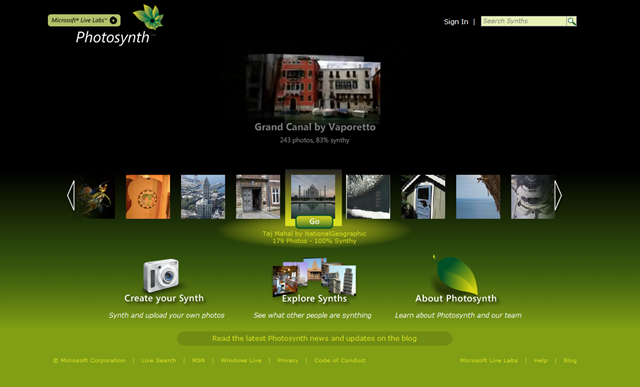 Microsoft® Live Labs™
Photosynth™
Sign In | Search Synths
Grand Canal by Vaporetto
243 photos, 83% synthy
Go
Taj Mahal by NationalGeographic
179 Photos - 100% Synthy
Create your Synth
Synth and upload your own photos
Explore Synths
See what other people are synthing
About Photosynth
Learn about Photosynth and our team
Read the latest Photosynth news and updates on the blog
© Microsoft Corporation | Live Search | MSN | Windows Live | Privacy | Code of Conduct
Microsoft Live Labs | Help | Blog